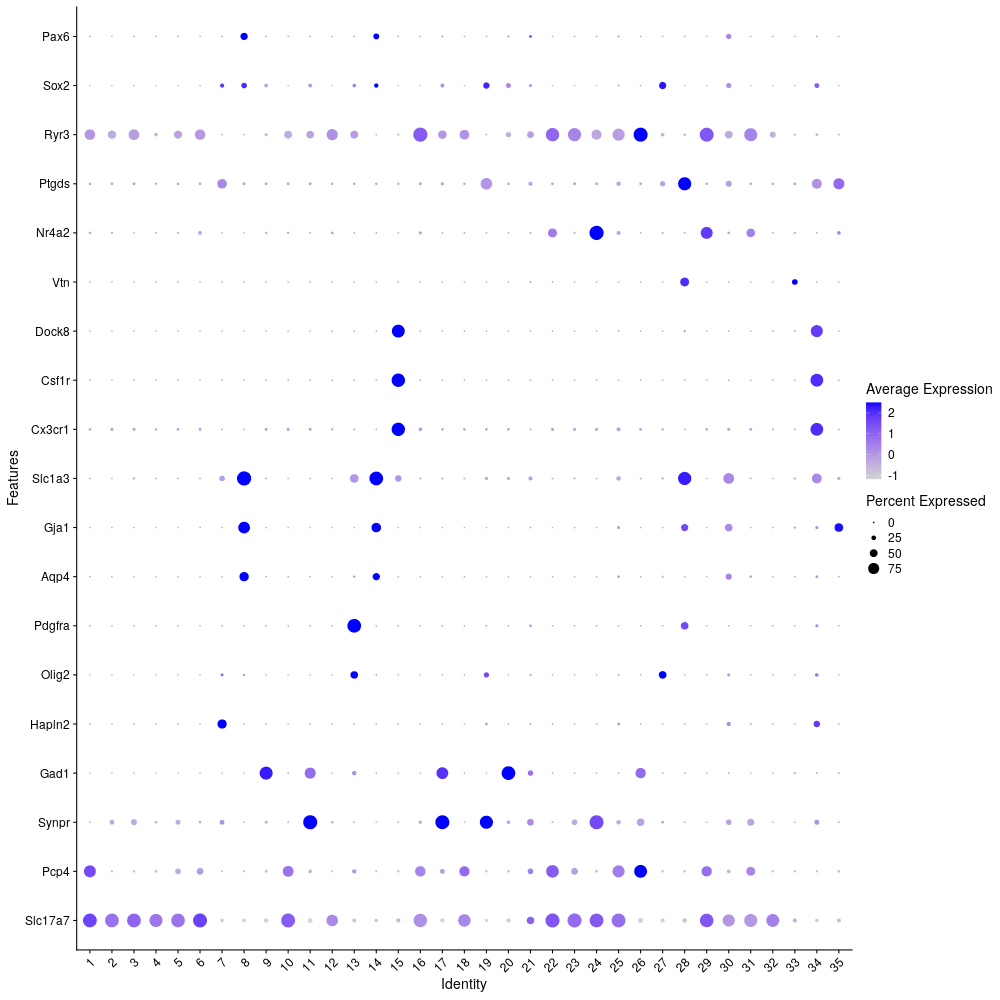 Pax6
Sox2
Ryr3
Ptgds
Nr4a2
Vtn
Dock8
Csf1r
Cx3cr1
Slc1a3
Gja1
Aqp4
Pdgfra
Olig2
Hapln2
Gad1
Synpr
Pcp4
Slc17a7
Features
1 2 3 4 5 6 7 8 9 10 11 12 13 14 15 16 17 18 19 20 21 22 23 24 25 26 27 28 29 30 31 32 33 34 35
Identity
Average Expression
2
1
0
-1
Percent Expressed
0
25
50
75